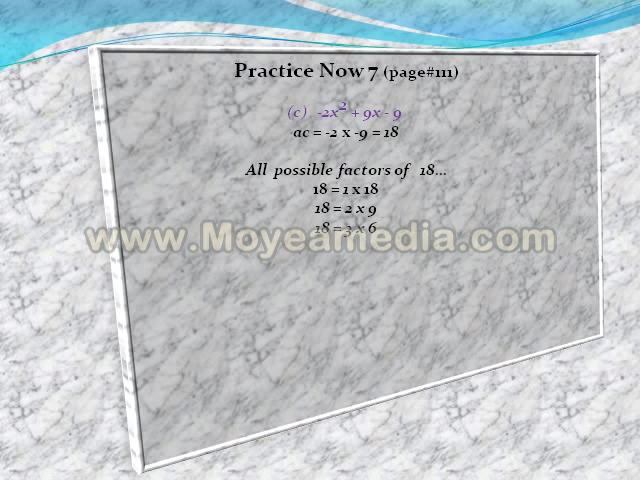 Practice Now 7 (page#111)
(c) -2x² + 9x - 9
ac = -2 x -9 = 18
All possible factors of 18...
18 = 1 x 18
18 = 2 x 9
18 = 3 x 6
www.Moyeamedia.com